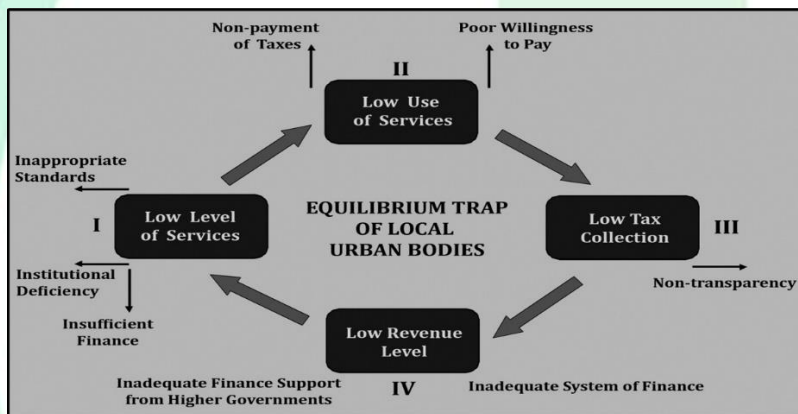 Non-payment
of Taxes
Poor Willingness
to Pay
II
Low Use
of Services
Inappropriate
Standards
I
Low Level
of Services
EQUILIBRIUM TRAP
OF LOCAL
URBAN BODIES
Low Tax
Collection
III
Institutional
Deficiency
Non-transparency
Insufficient
Finance
Low Revenue
Level
Inadequate Finance Support
from Higher Governments
IV
Inadequate System of Finance